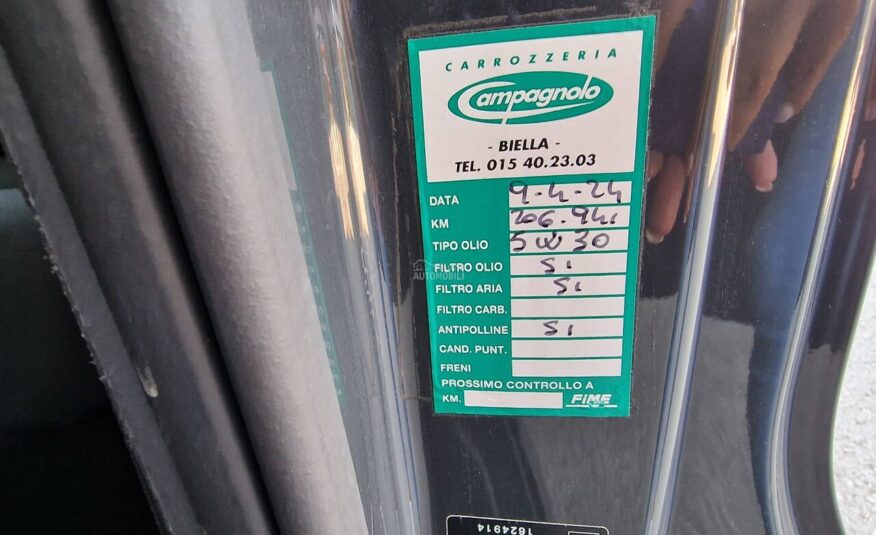 CARROZZERIA
Campagnolo
- BIELLA -
TEL. 015 40.23.03
DATA 9-4-24
KM 206.941
TIPO OLIO 5W30
FILTRO OLIO SI
FILTRO ARIA SI
FILTRO CARB.
ANTIPOLLINE SI
CAND. PUNT.
FRENI
PROSSIMO CONTROLLO A
KM. FIME
AUTOMOBILI
1624914